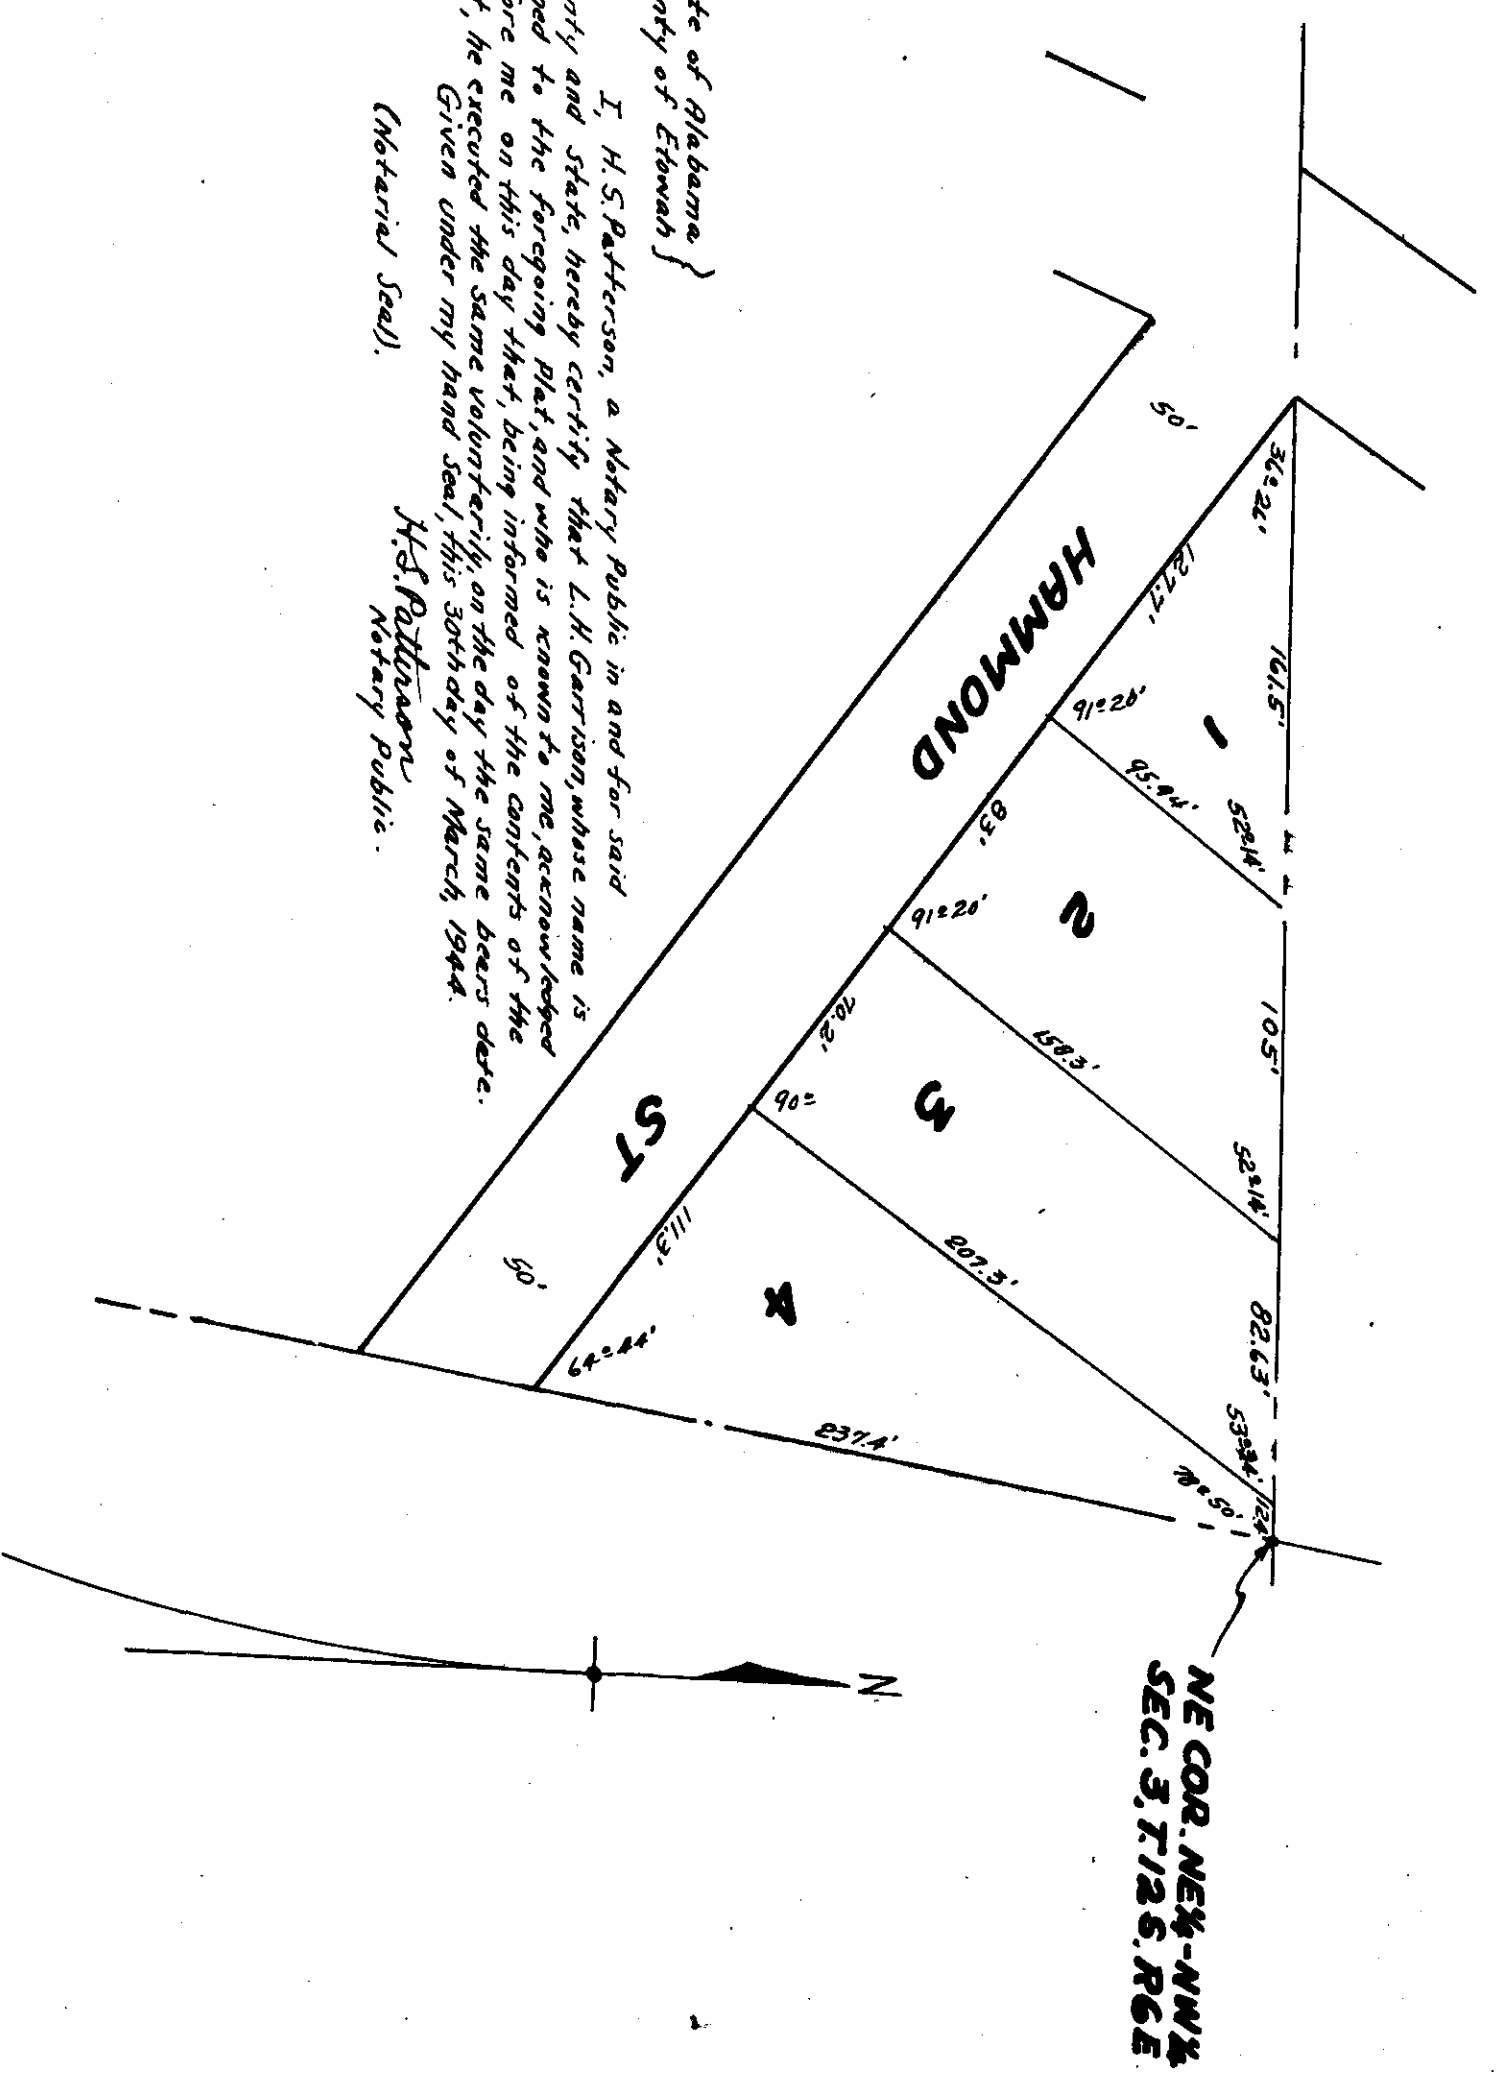 te of Alabama
nty of Etowah }
I, H.S. Patterson, a Notary Public in and for said
nty and state, hereby certify that L.H. Garrison, whose name is
ned to the foregoing Plat, and who is known to me, acknowledged
ore me on this day that, being informed of the contents of the
t, he executed the same voluntarily, on the day the same bears date.
Given under my hand seal, this 30th day of March, 1944.
(Notarial Seal).
H.S. Patterson
Notary Public.
HAMMOND
ST
50'
50'
36°26'
161.5'
127.7'
1
91°20'
95.94'
52°14'
83'
2
105'
91°20'
158.3'
52°14'
70.2'
3
82.63'
90°
207.3'
53°34'
111.3'
4
64°44'
237.4'
78°50'
12.4'
N
NE COR. NE¼-NW¼
SEC. 3, T.12S. R6E